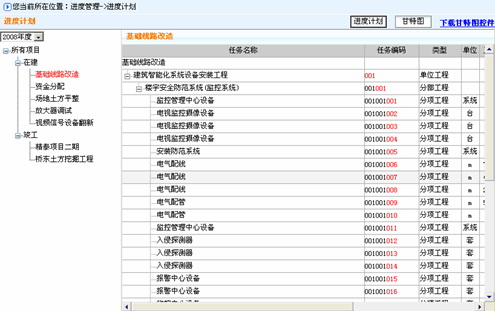 您当前所在位置：进度管理->进度计划
进度计划
进度计划 甘特图 下载甘特图控件
2008年度
所有项目
在建
基础线路改造
资金分配
场地土方平整
放大器调试
视频信号设备翻新
竣工
精泰项目二期
桥东土方挖掘工程
基础线路改造
任务名称 任务编码 类型 单位
基础线路改造
建筑智能化系统设备安装工程 001 单位工程
楼宇安全防范系统(监控系统) 001001 分部工程
监控管理中心设备 001001001 分项工程 系统
电视监控摄像设备 001001002 分项工程 台
电视监控摄像设备 001001003 分项工程 台
电视监控摄像设备 001001004 分项工程 台
安装防范系统 001001005 分项工程 系统
电气配线 001001006 分项工程 m
电气配线 001001007 分项工程 m
电气配线 001001008 分项工程 m
电气配管 001001009 分项工程 m
电气配管 001001010 分项工程 m
监控管理中心设备 001001011 分项工程 系统
入侵探测器 001001012 分项工程 套
入侵探测器 001001013 分项工程 套
入侵探测器 001001014 分项工程 套
报警中心设备 001001015 分项工程 套
报警中心设备 001001016 分项工程 套